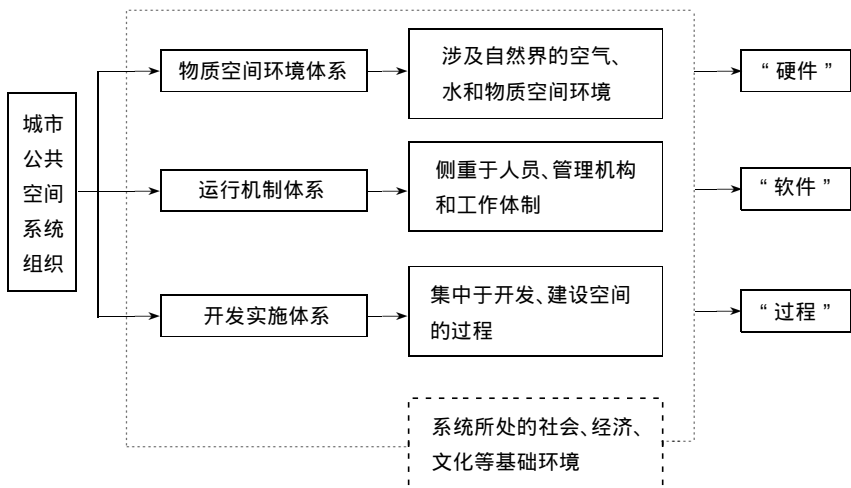 城市
公共
空间
系统
组织
物质空间环境体系
涉及自然界的空气、
水和物质空间环境
“硬件”
运行机制体系
侧重于人员、管理机构
和工作体制
“软件”
开发实施体系
集中于开发、建设空间
的过程
“过程”
系统所处的社会、经济、
文化等基础环境